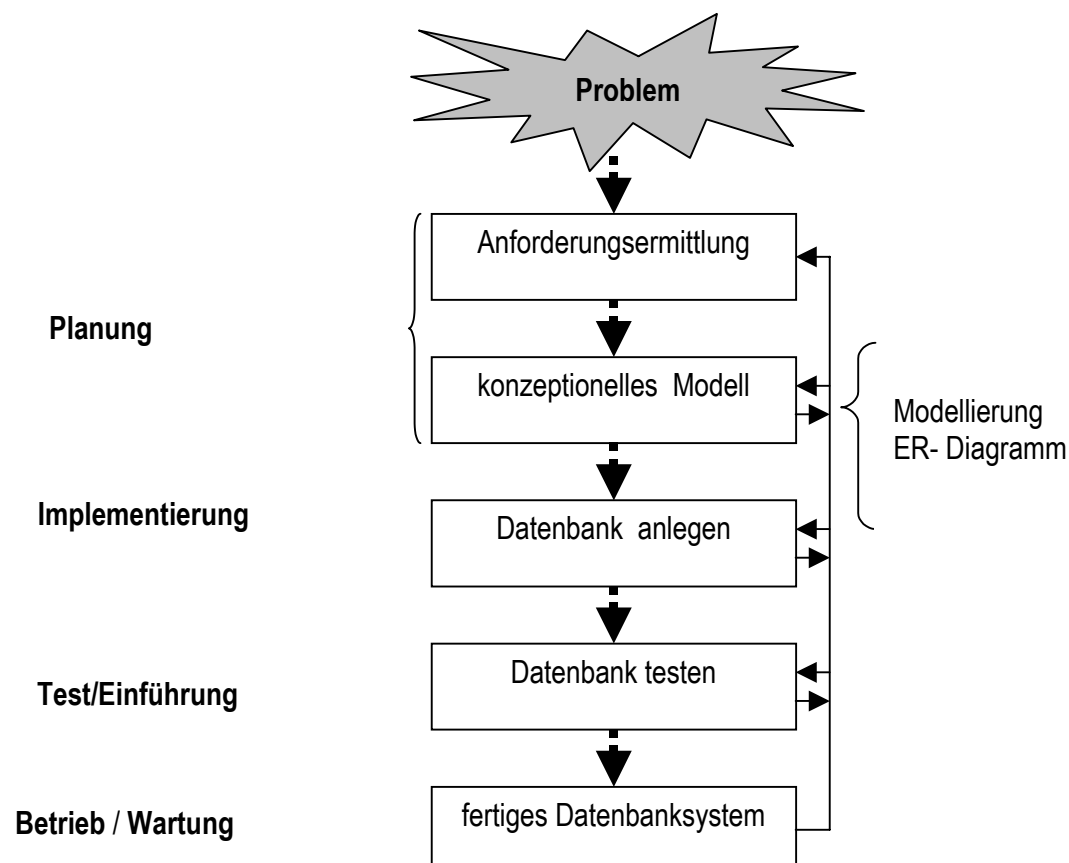 Problem
Anforderungsermittlung
Planung
konzeptionelles Modell
Modellierung
ER- Diagramm
Implementierung
Datenbank anlegen
Datenbank testen
Test/Einführung
fertiges Datenbanksystem
Betrieb / Wartung